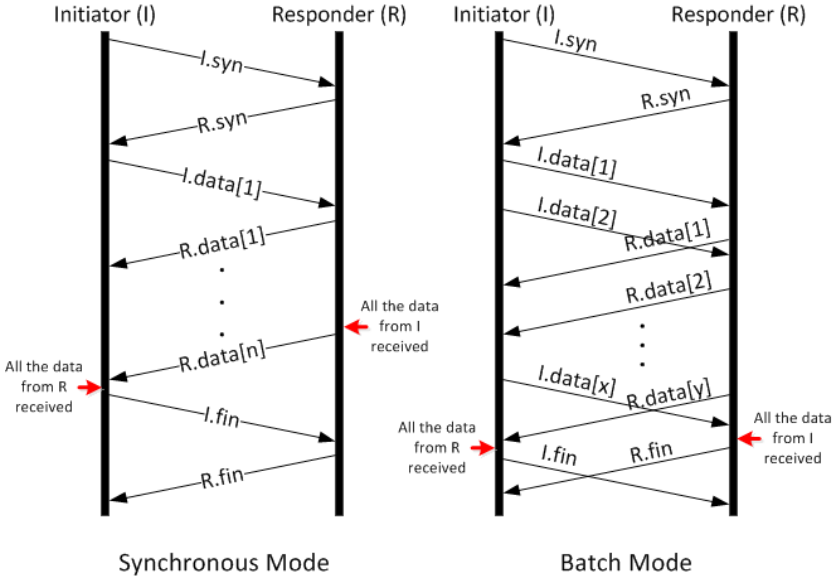 Initiator (I)
Responder (R)
I.syn
R.syn
I.data[1]
R.data[1]
.
.
.
All the data
from I
received
R.data[n]
All the data
from R
received
I.fin
R.fin
Synchronous Mode
Initiator (I)
Responder (R)
I.syn
R.syn
I.data[1]
I.data[2]
R.data[1]
R.data[2]
.
.
.
.
I.data[x]
R.data[y]
All the data
from R
received
All the data
from I
received
I.fin
R.fin
Batch Mode